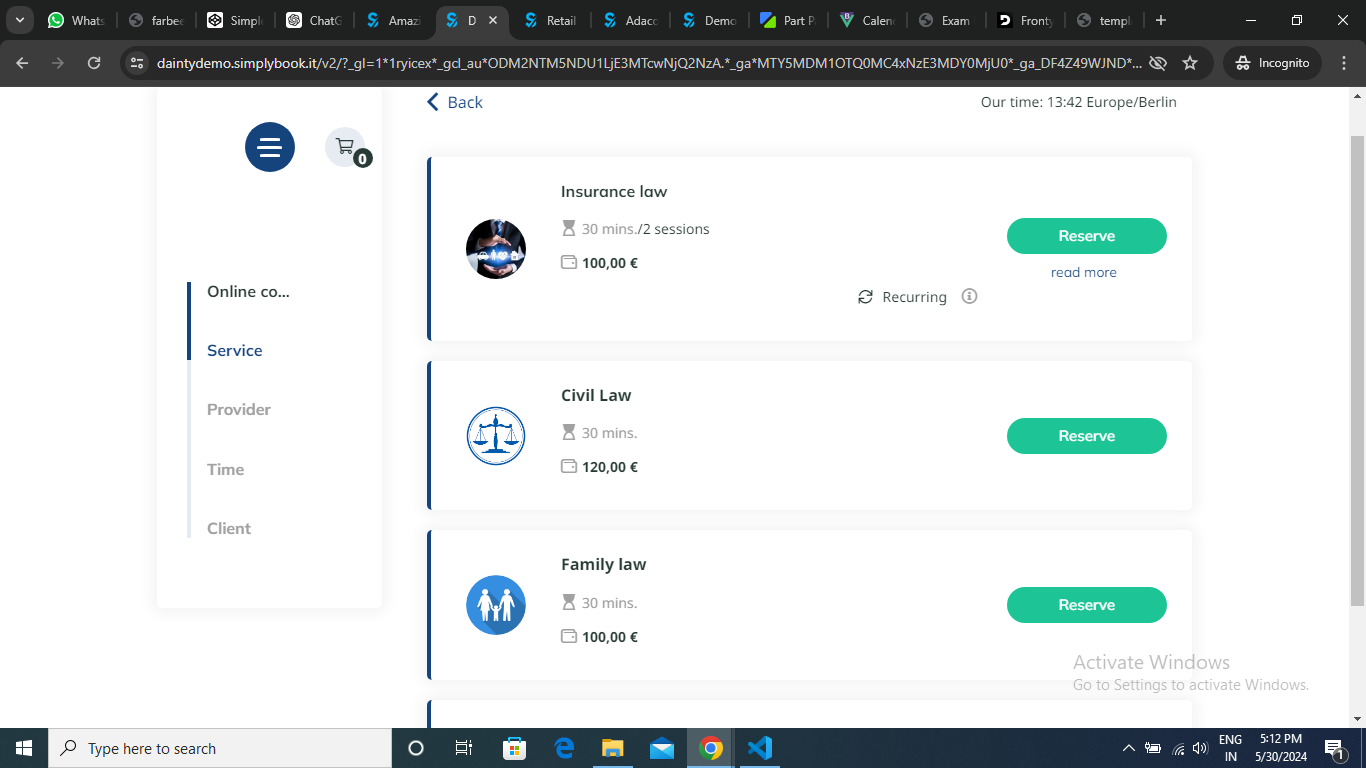 Whats
farbee
Simple
ChatG
Amazi
D
Retail
Adaco
Demo
Part P
Calen
Exam
Fronty
templ
daintydemo.simplybook.it/v2/?_gl=1*1ryicex*_gcl_au*ODM2NTM5NDU1LjE3MTcwNjQ2NzA.*_ga*MTY5MDM1OTQ0MC4xNzE3MDY0MjU0*_ga_DF4Z49WJND*...
Incognito
Back
Our time: 13:42 Europe/Berlin
0
Online co...
Service
Provider
Time
Client
Insurance law
30 mins./2 sessions
100,00 €
Reserve
read more
Recurring
Civil Law
30 mins.
120,00 €
Reserve
Family law
30 mins.
100,00 €
Reserve
Activate Windows
Go to Settings to activate Windows.
Type here to search
ENG
IN
5:12 PM
5/30/2024
1